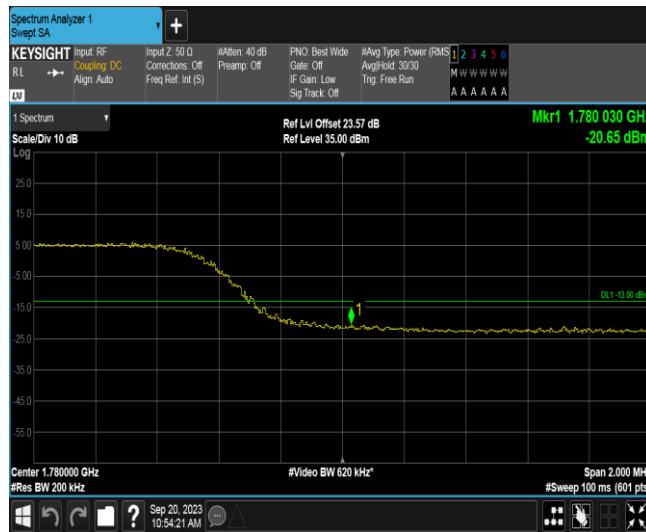 Spectrum Analyzer 1
Swept SA
+
KEYSIGHT
RL
LXI
Input: RF
Coupling: DC
Align: Auto
Input Z: 50 Ω
Corrections: Off
Freq Ref: Int (S)
#Atten: 40 dB
Preamp: Off
PNO: Best Wide
Gate: Off
IF Gain: Low
Sig Track: Off
#Avg Type: Power (RMS
Avg|Hold: 30/30
Trig: Free Run
1 2 3 4 5 6
M W W W W W
A A A A A A
1 Spectrum
Scale/Div 10 dB
Log
Ref Lvl Offset 23.57 dB
Ref Level 35.00 dBm
Mkr1 1.780 030 GHz
-20.65 dBm
25.0
15.0
5.00
-5.00
-15.0
-25.0
-35.0
-45.0
-55.0
DL1 -13.00 dBm
1
Center 1.780000 GHz
#Res BW 200 kHz
#Video BW 620 kHz*
Span 2.000 MH
#Sweep 100 ms (601 pts
?
Sep 20, 2023
10:54:21 AM